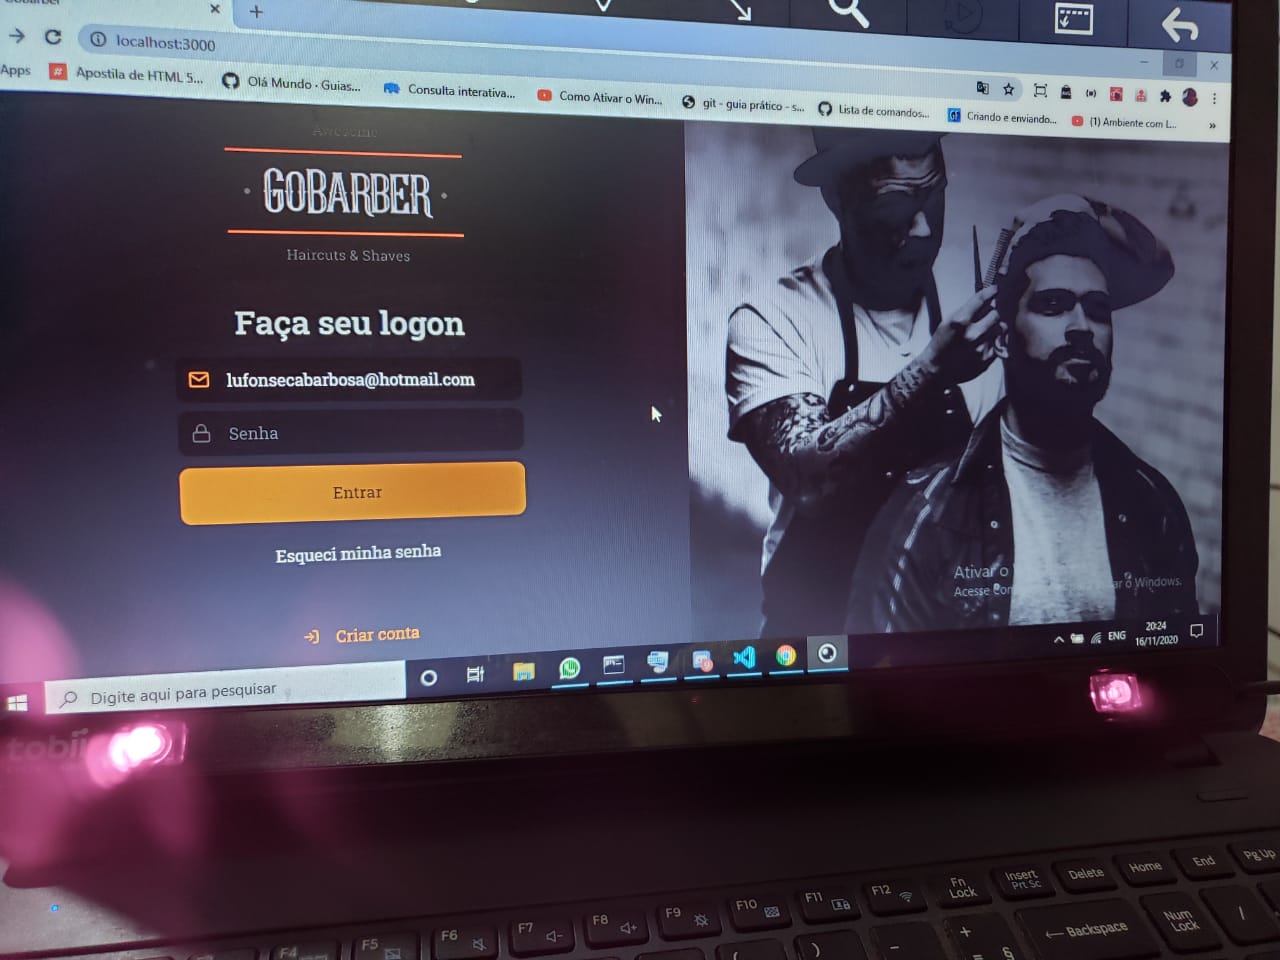 localhost:3000
Apps
Apostila de HTML 5...
Olá Mundo · Guias...
Consulta interativa...
Como Ativar o Win...
git - guia prático - s...
Lista de comandos...
Criando e enviando...
(1) Ambiente com L...
»
Awesome
GOBARBER
Haircuts & Shaves
Faça seu logon
lufonsecabarbosa@hotmail.com
Senha
Entrar
Esqueci minha senha
Criar conta
Ativar o
Acesse
ar o Windows.
Digite aqui para pesquisar
ENG
20:24
16/11/2020
tobii
F4
F5
F6
F7
F8
F9
F10
F11
F12
Fn Lock
Insert
Prt Sc
Delete
Home
End
Pg Up
Backspace
Num Lock